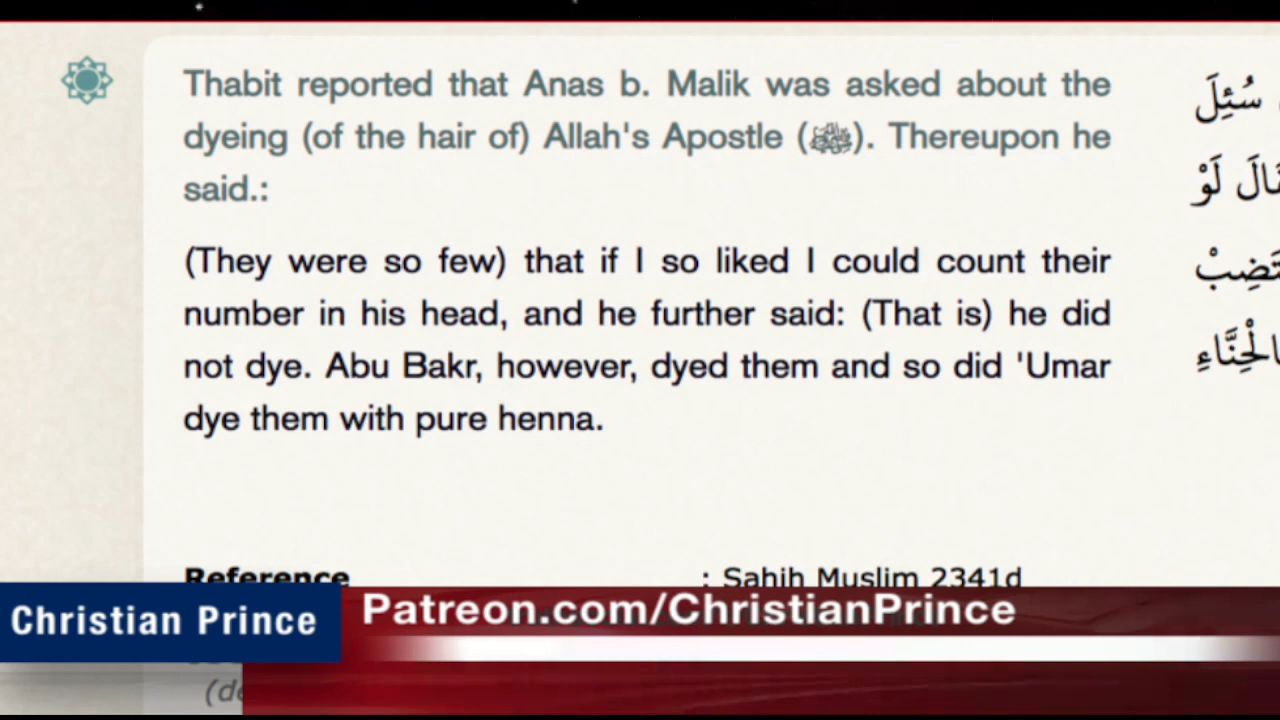 Thabit reported that Anas b. Malik was asked about the
dyeing (of the hair of) Allah's Apostle (ﷺ). Thereupon he
said.:
سُئِلَ
لَوْ
(They were so few) that if I so liked I could count their
number in his head, and he further said: (That is) he did
not dye. Abu Bakr, however, dyed them and so did 'Umar
dye them with pure henna.
Reference : Sahih Muslim 2341d
Christian Prince
Patreon.com/ChristianPrince